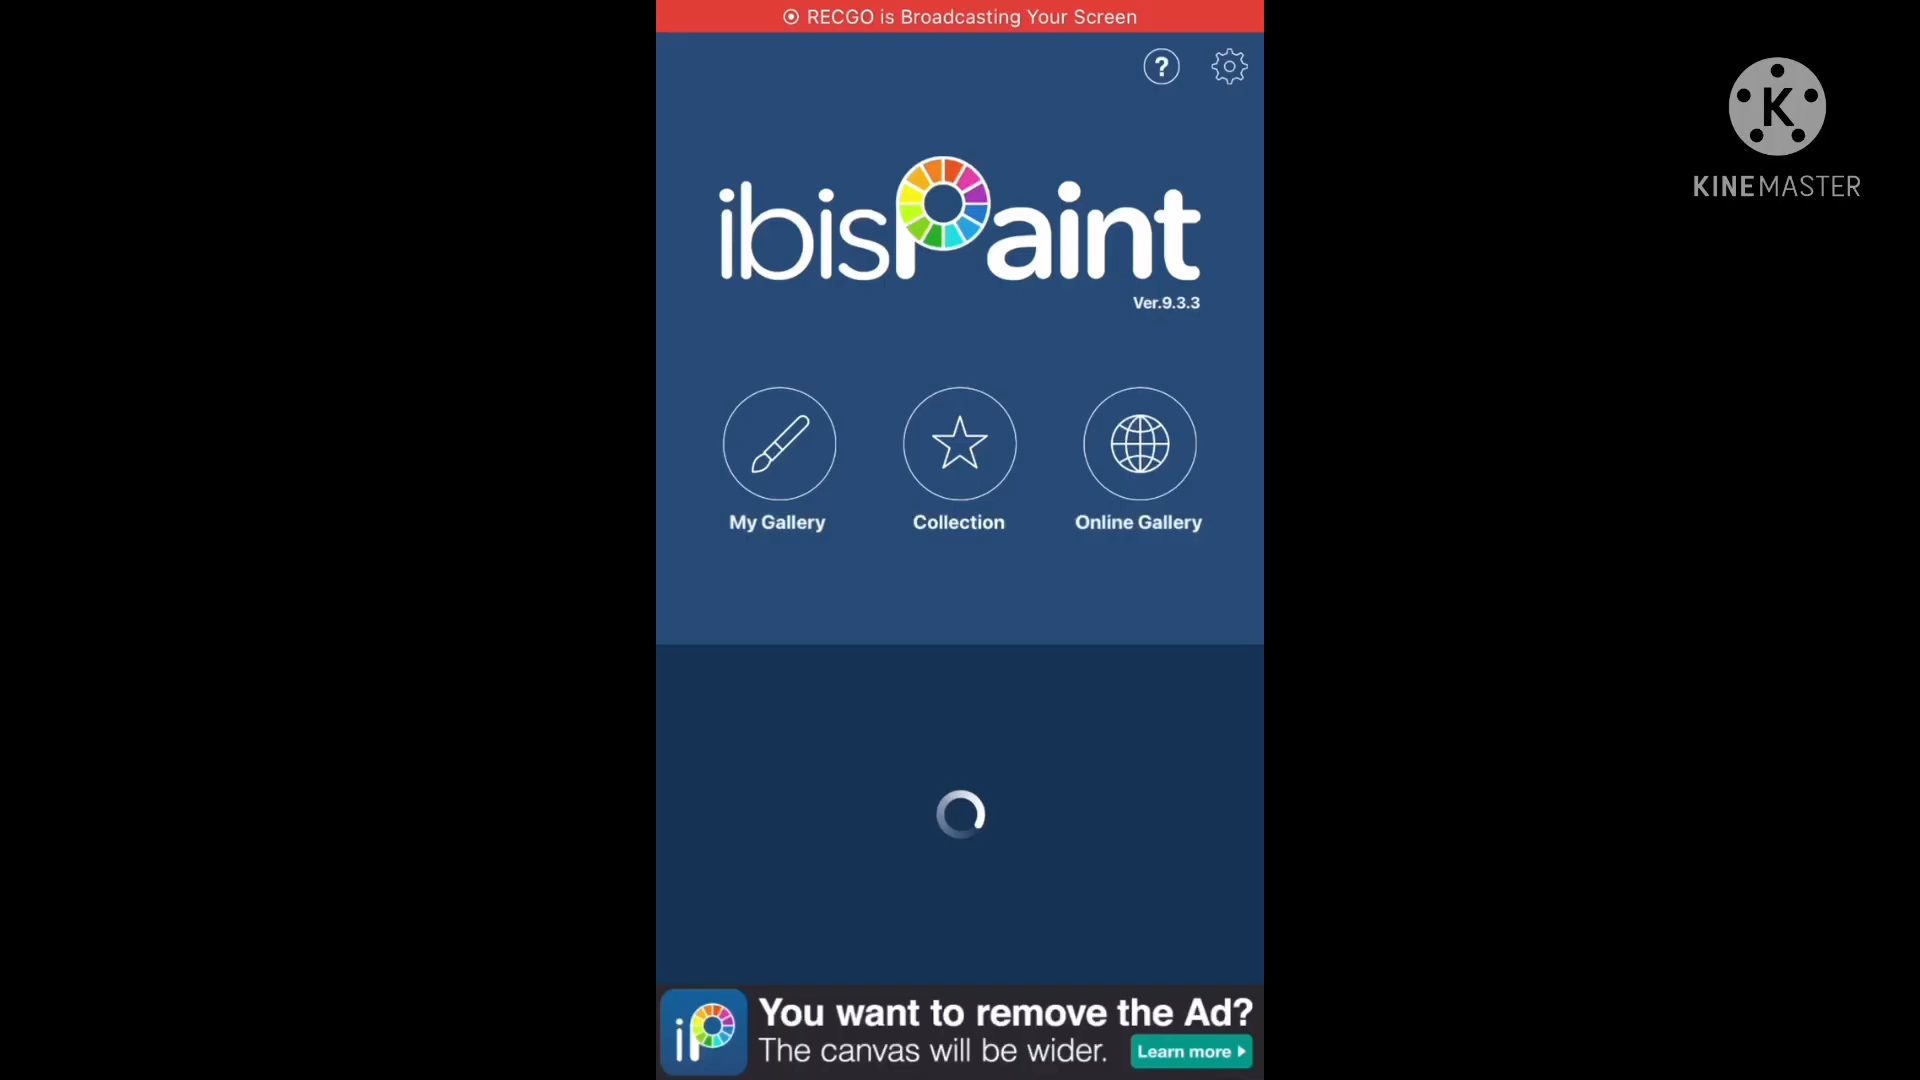 RECGO is Broadcasting Your Screen
?
K
KINEMASTER
ibisPaint
Ver.9.3.3
My Gallery
Collection
Online Gallery
iP
You want to remove the Ad?
The canvas will be wider.
Learn more